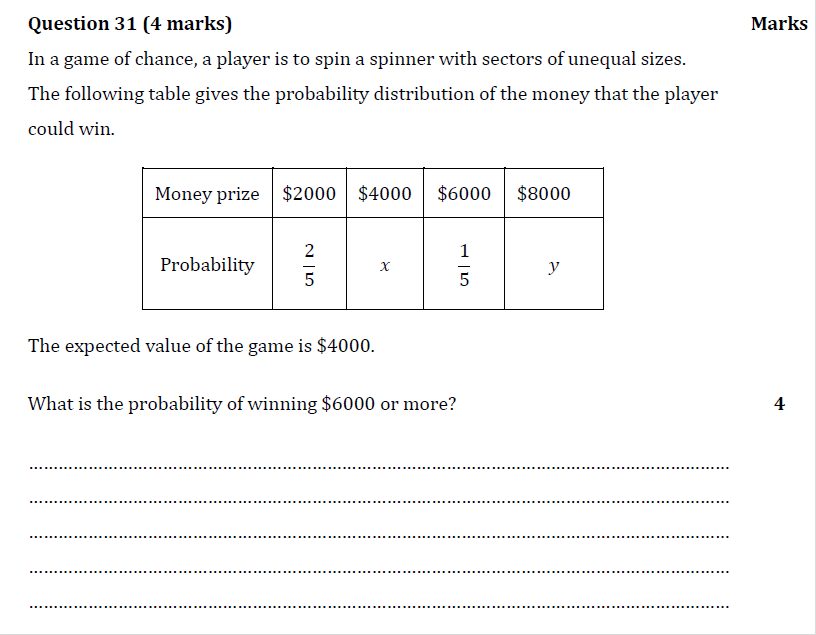 Question 31 (4 marks) Marks
In a game of chance, a player is to spin a spinner with sectors of unequal sizes.
The following table gives the probability distribution of the money that the player
could win.
Money prize $2000 $4000 $6000 $8000
Probability 2/5 x 1/5 y
The expected value of the game is $4000.
What is the probability of winning $6000 or more? 4